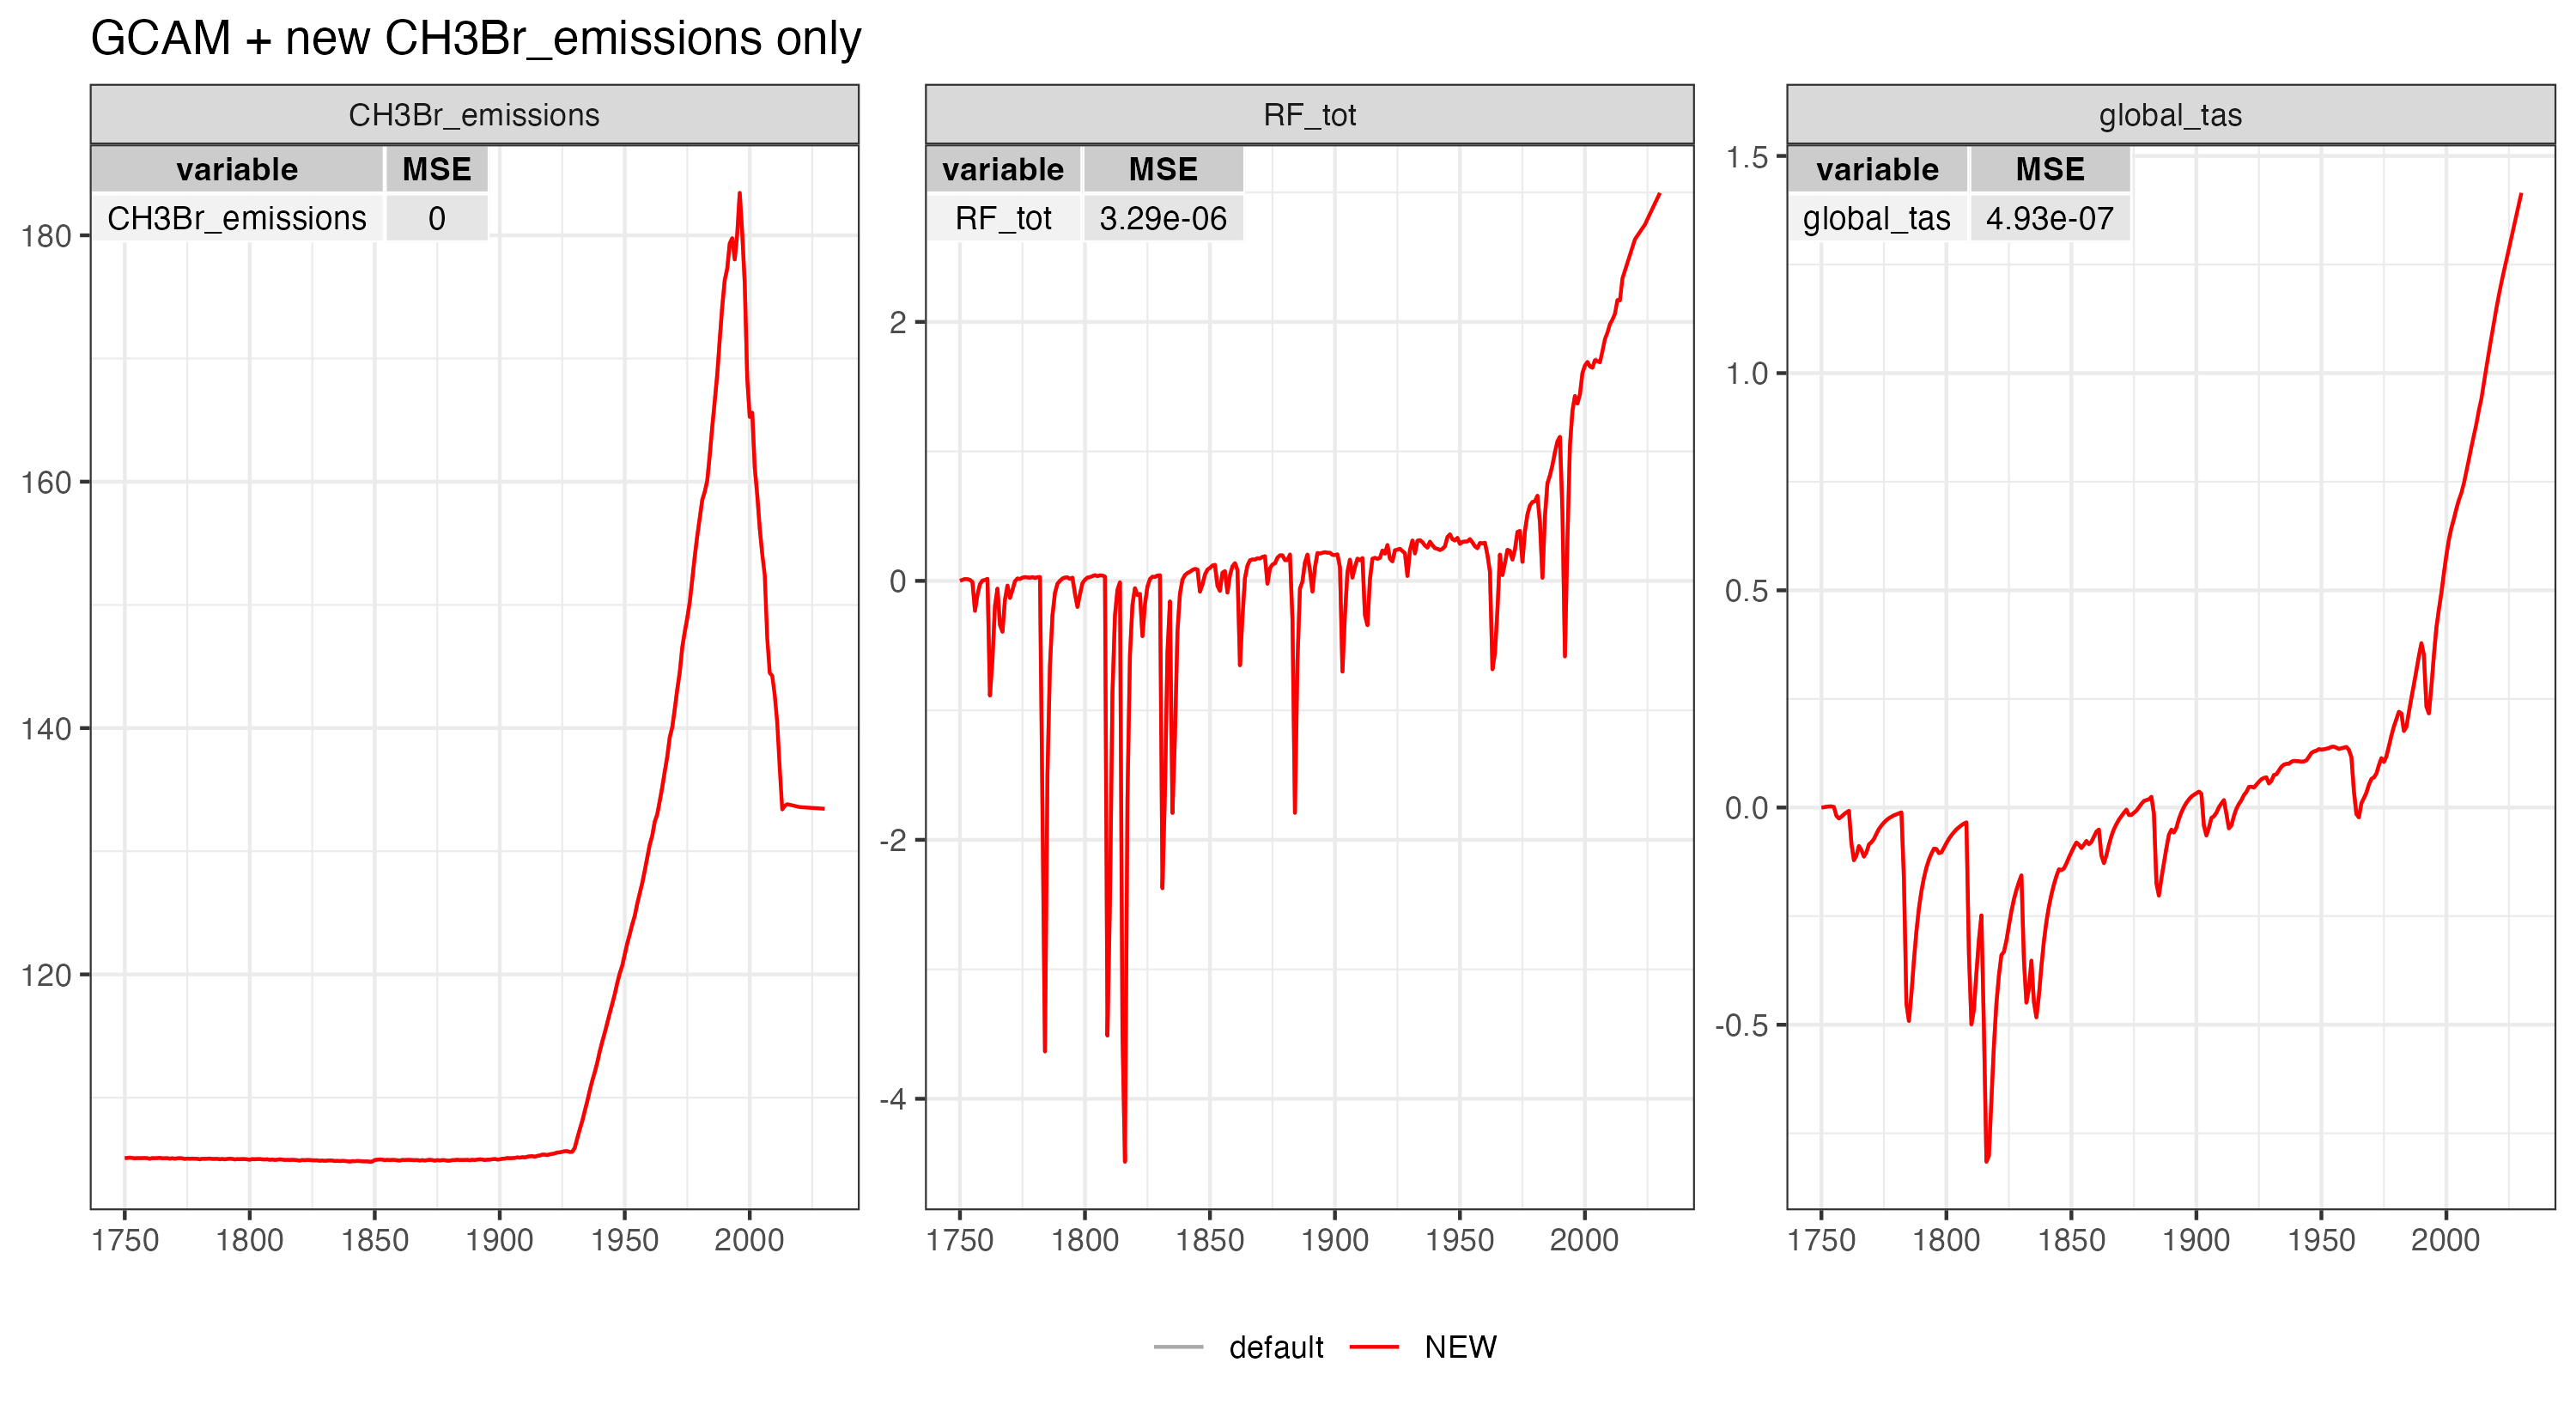 GCAM + new CH3Br_emissions only
CH3Br_emissions
variable MSE
CH3Br_emissions 0
180
160
140
120
1750 1800 1850 1900 1950 2000
RF_tot
variable MSE
RF_tot 3.29e-06
2
0
-2
-4
1750 1800 1850 1900 1950 2000
global_tas
variable MSE
global_tas 4.93e-07
1.5
1.0
0.5
0.0
-0.5
1750 1800 1850 1900 1950 2000
default NEW